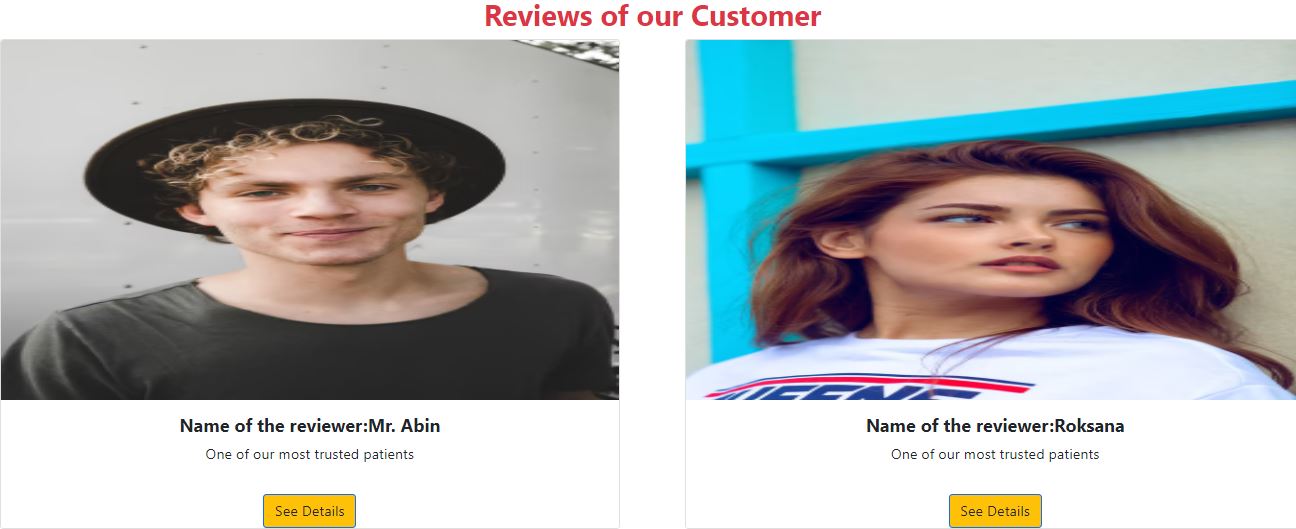 Reviews of our Customer
QUEENS
Name of the reviewer:Mr. Abin
One of our most trusted patients
See Details
Name of the reviewer:Roksana
One of our most trusted patients
See Details